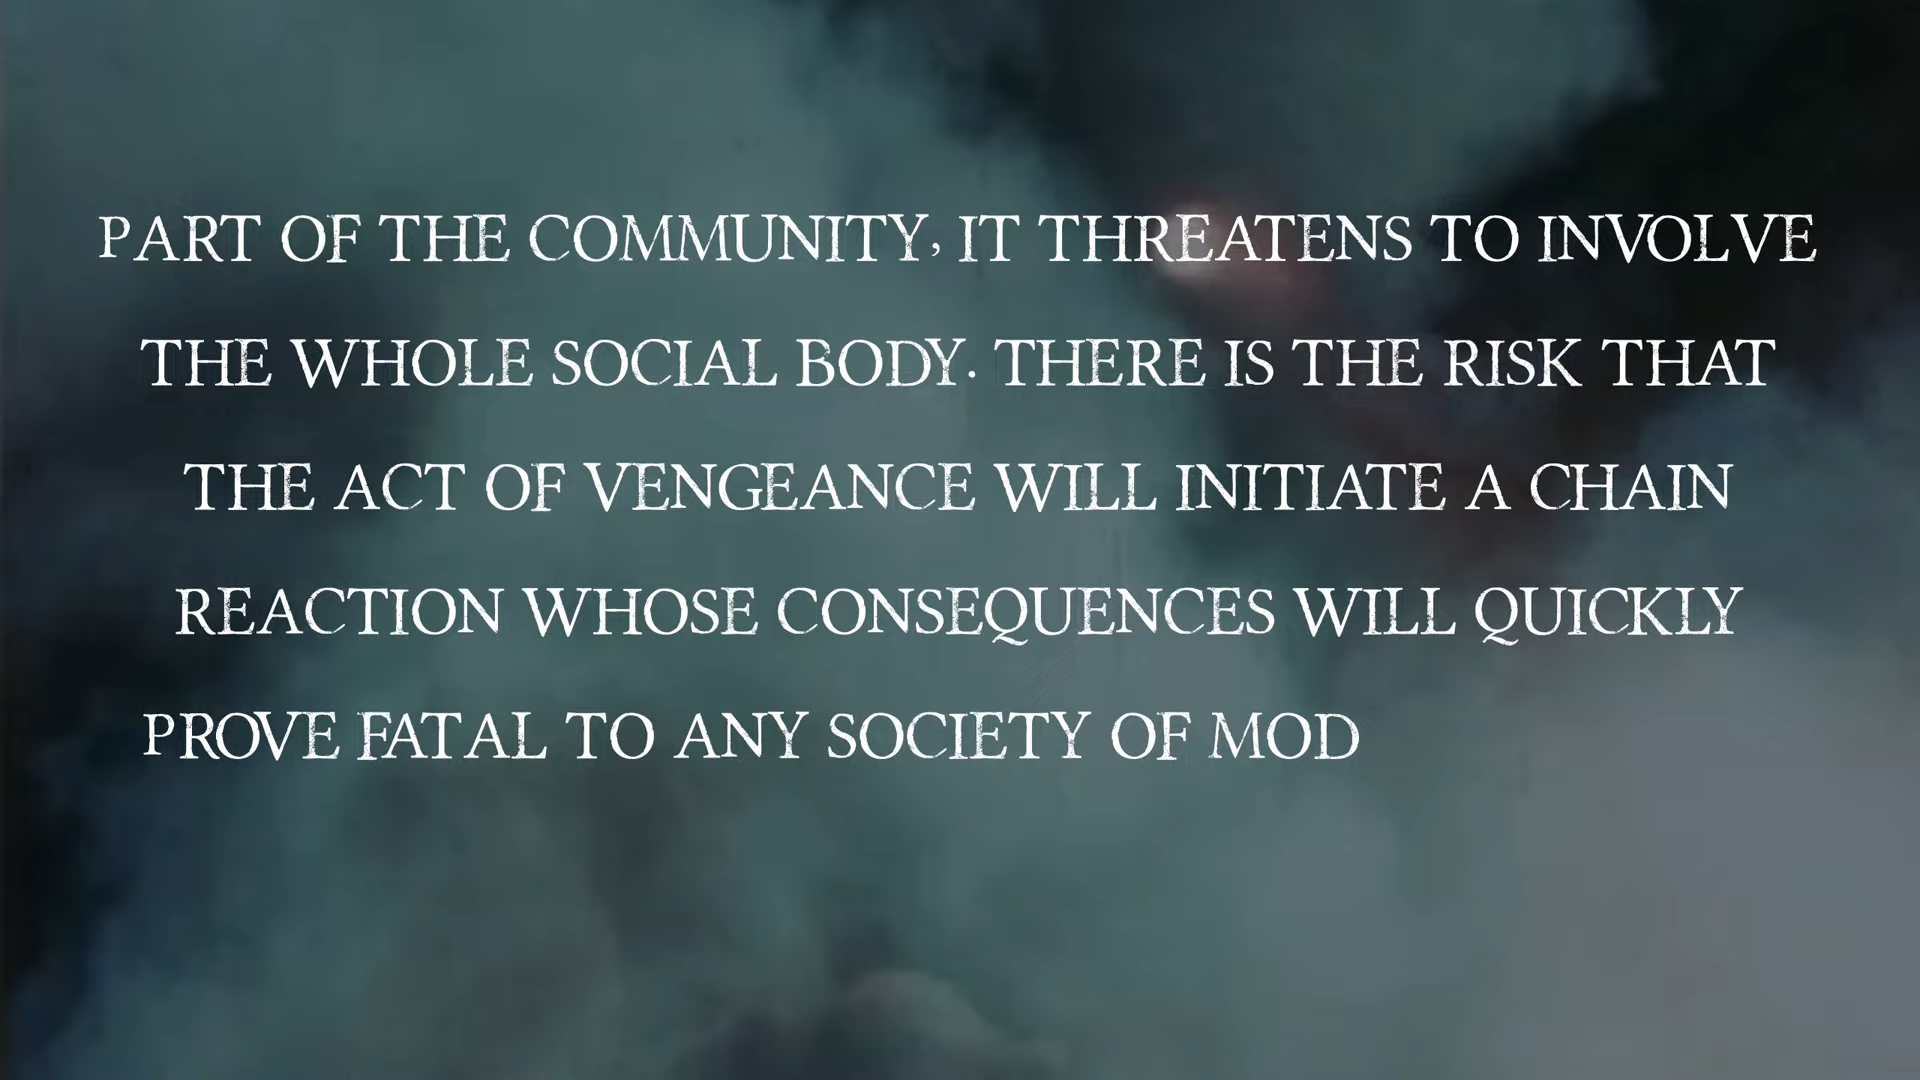 PART OF THE COMMUNITY, IT THREATENS TO INVOLVE
THE WHOLE SOCIAL BODY. THERE IS THE RISK THAT
THE ACT OF VENGEANCE WILL INITIATE A CHAIN
REACTION WHOSE CONSEQUENCES WILL QUICKLY
PROVE FATAL TO ANY SOCIETY OF MOD